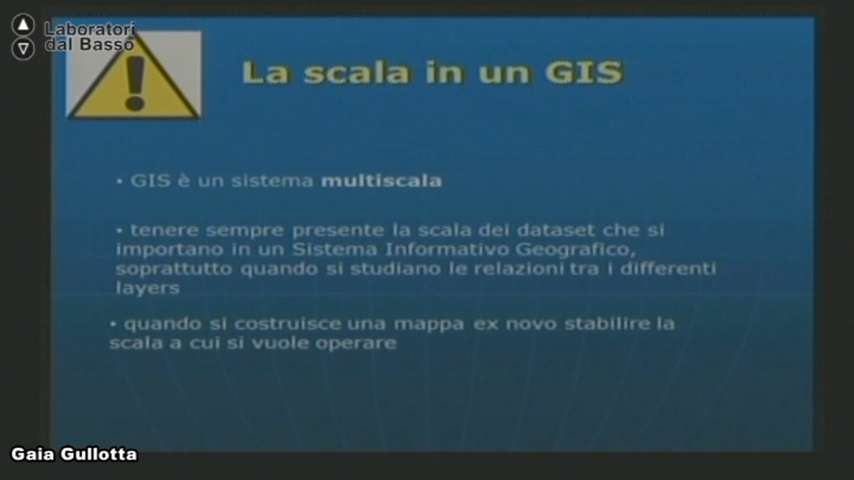 Laboratori
dal Basso
La scala in un GIS
• GIS è un sistema multiscala
• tenere sempre presente la scala dei dataset che si
importano in un Sistema Informativo Geografico,
soprattutto quando si studiano le relazioni tra i differenti
layers
• quando si costruisce una mappa ex novo stabilire la
scala a cui si vuole operare
Gaia Gullotta